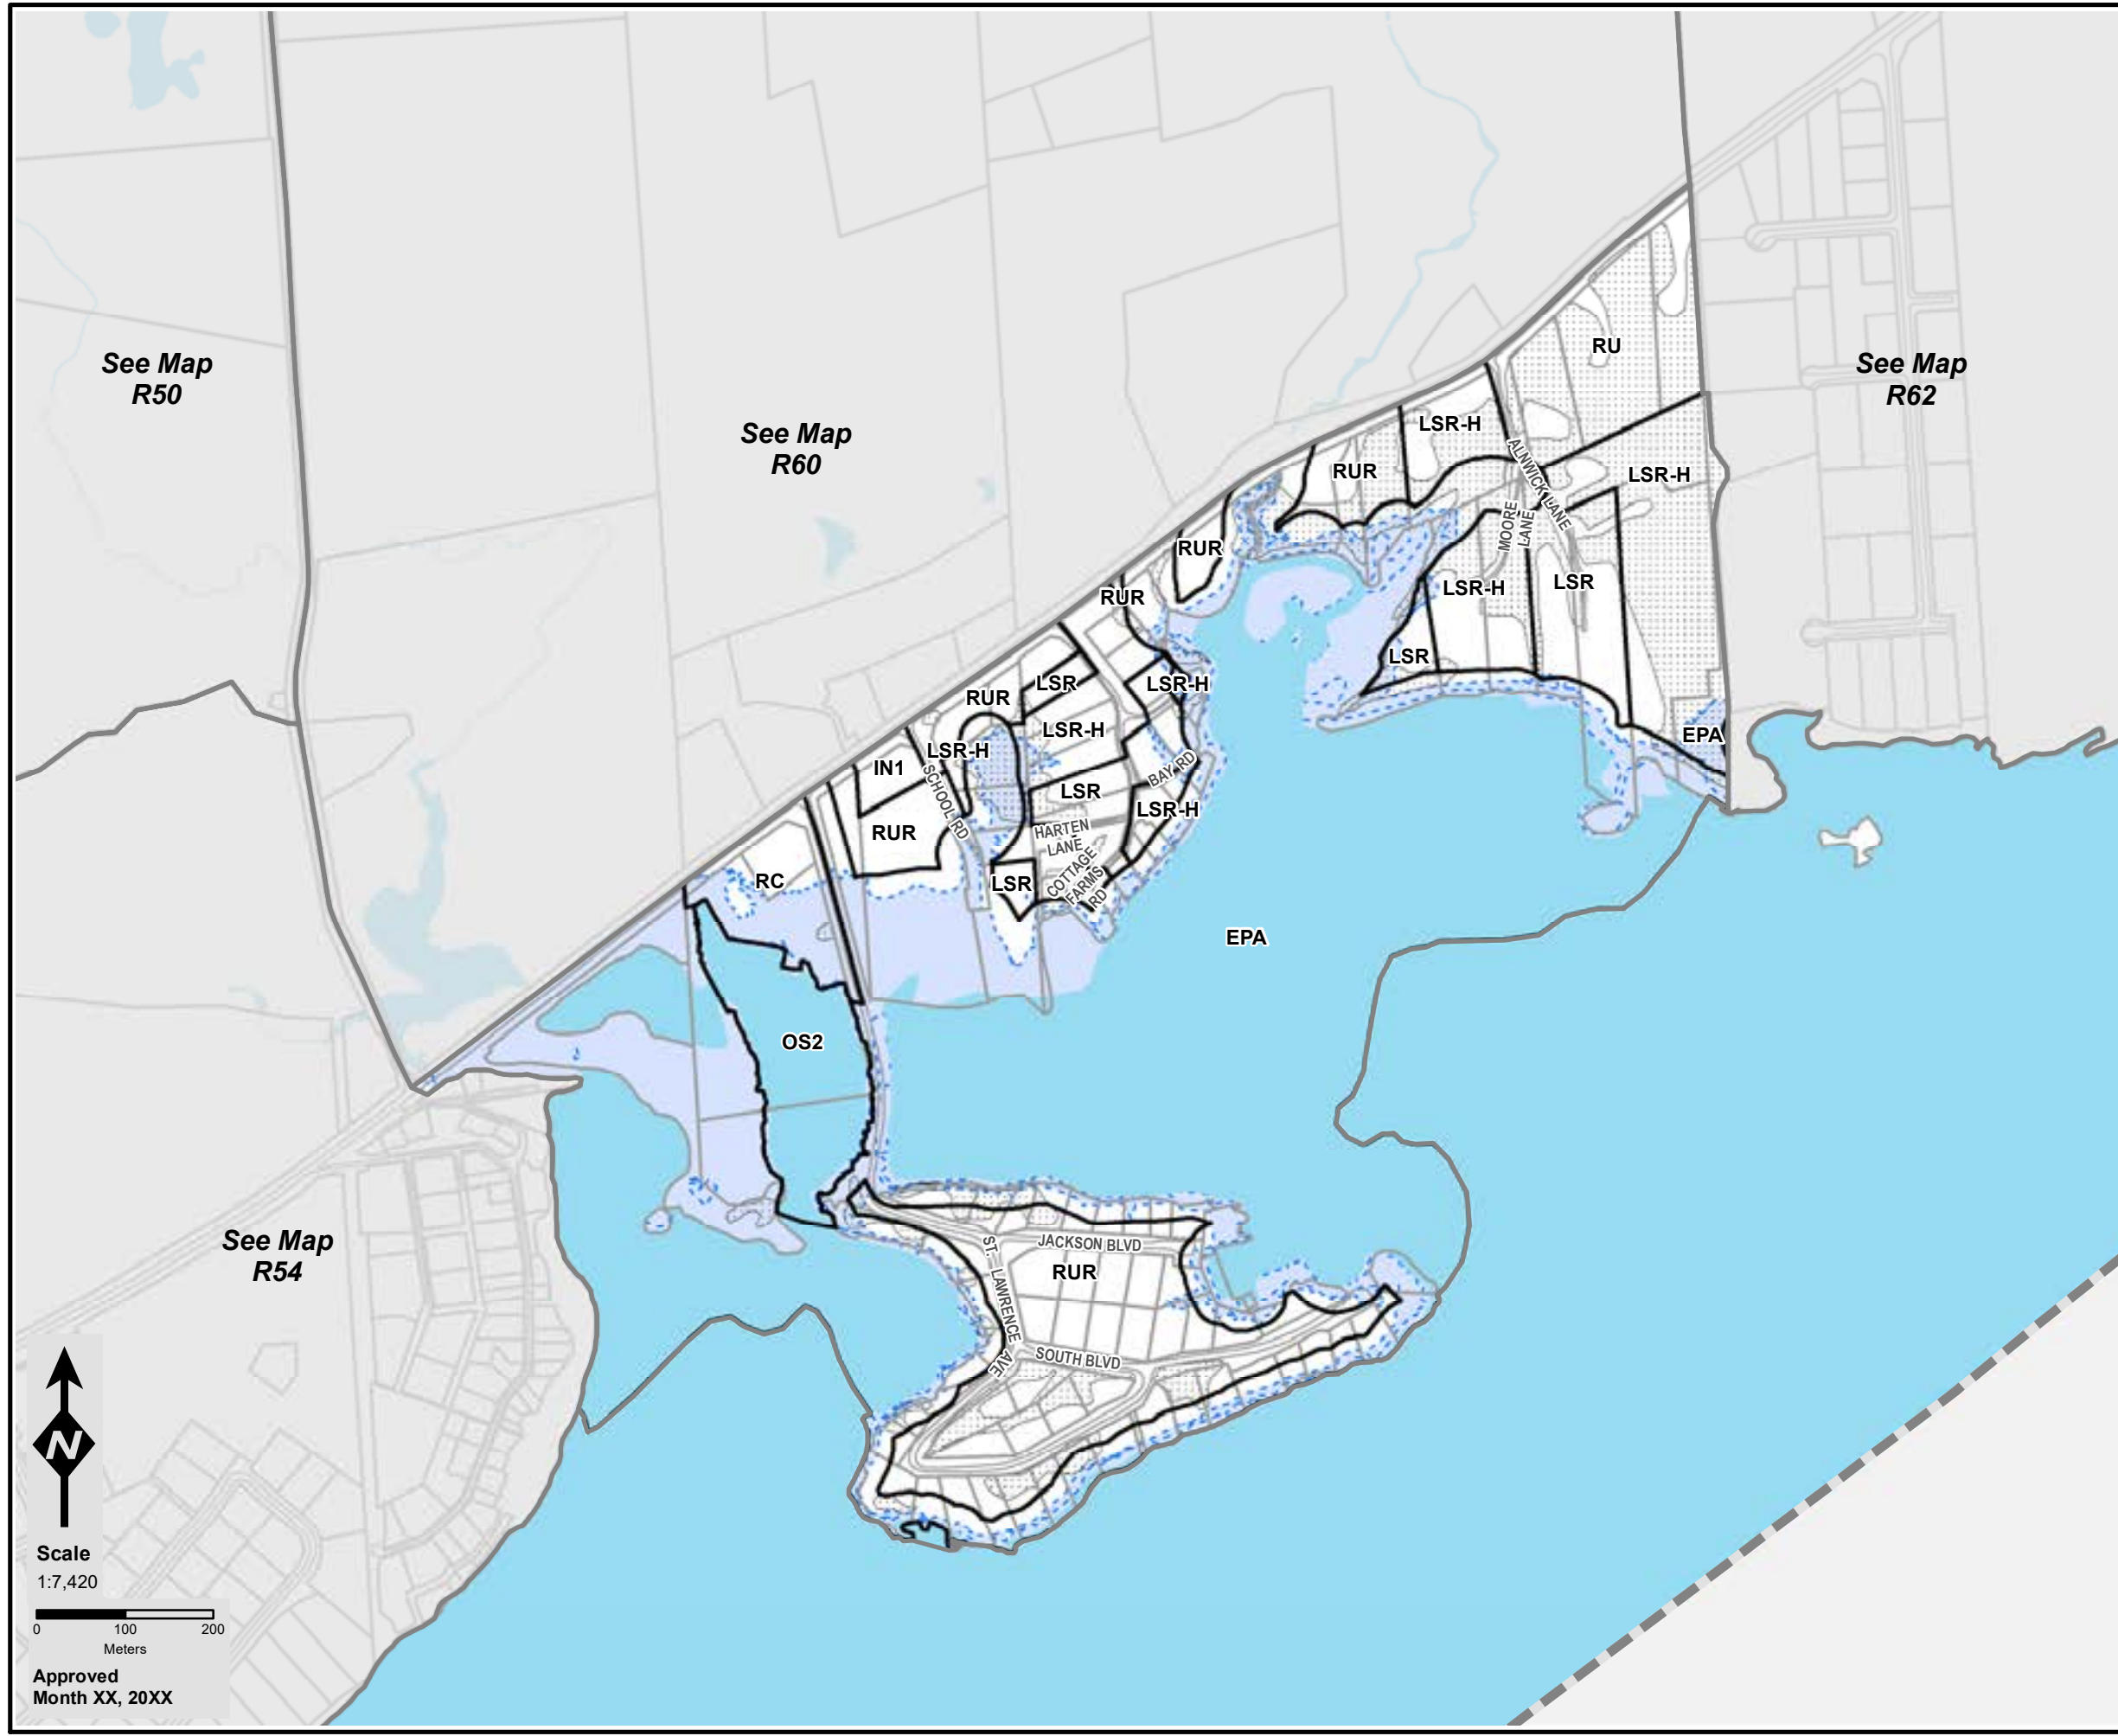 See Map
R50
See Map
R60
See Map
R62
RU
LSR-H
RUR
ALNWICK LANE
LSR-H
MOORE
LANE
RUR
LSR-H
LSR
RUR
LSR
LSR
LSR-H
RUR
LSR-H
LSR-H
EPA
IN1
SCHOOL RD
BAY RD
LSR
LSR-H
RUR
HARTEN
LANE
COTTAGE
FARMS
RD
LSR
RC
EPA
OS2
See Map
R54
JACKSON BLVD
RUR
ST. LAWRENCE AVE
SOUTH BLVD
N
Scale
1:7,420
0 100 200
Meters
Approved
Month XX, 20XX